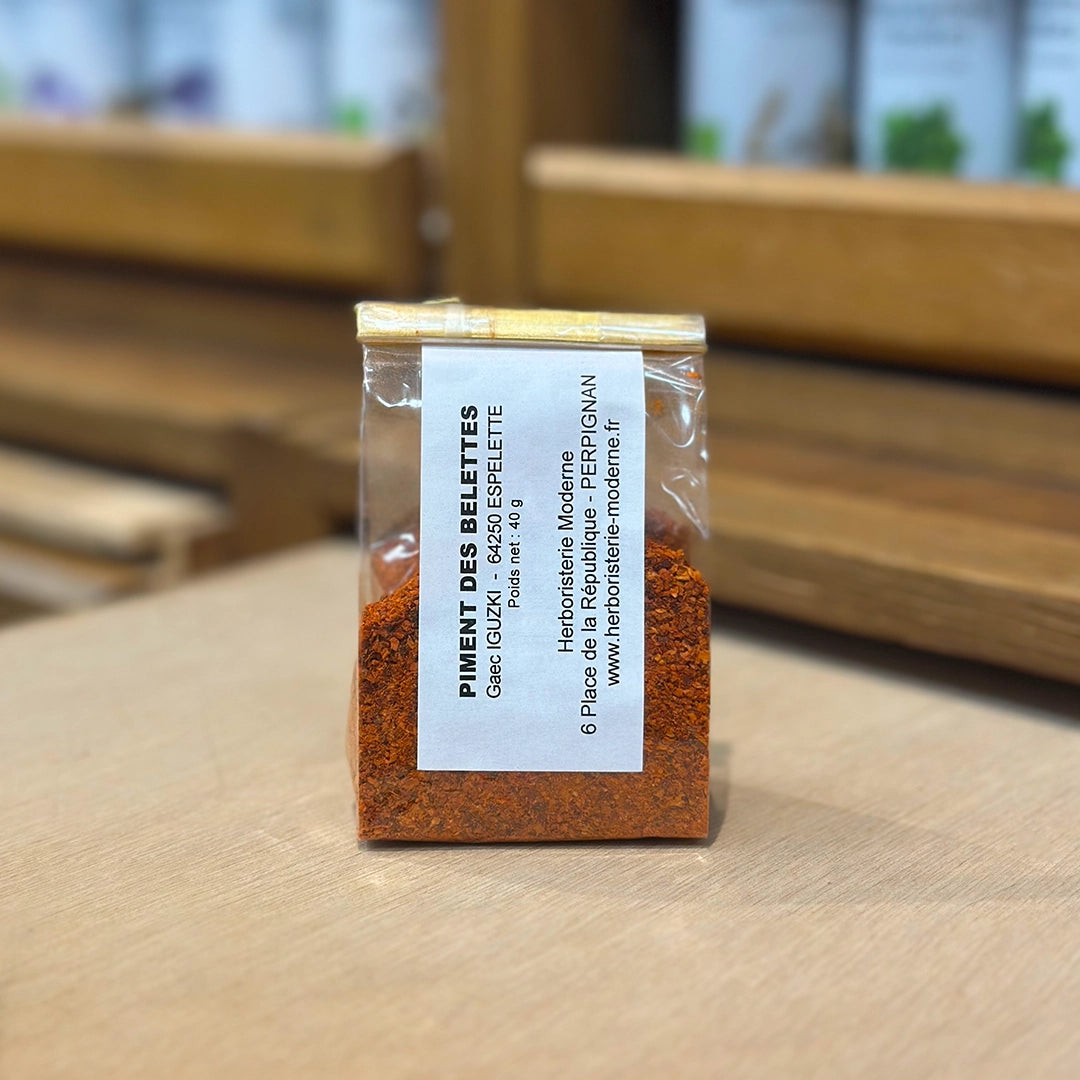 PIMENT DES BELETTES
Gaec IGUZKI - 64250 ESPELETTE
Poids net : 40 g
Herboristerie Moderne
6 Place de la République - PERPIGNAN
www.herboristerie-moderne.fr